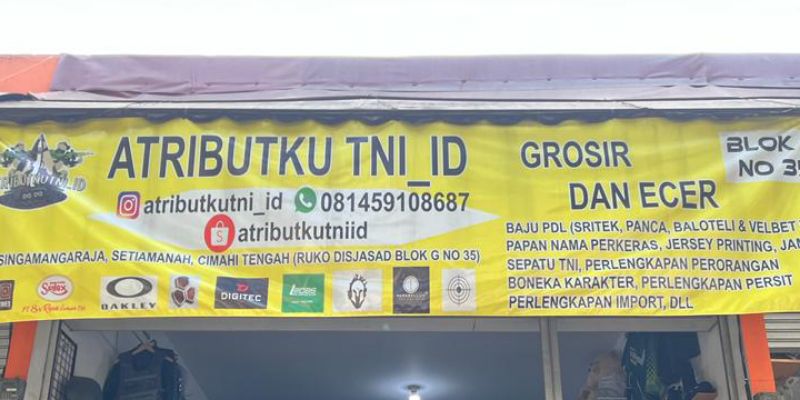 ATRIBUTKU TNI_ID
atributkutni_id 081459108687
atributkutniid
SINGAMANGARAJA, SETIAMANAH, CIMAHI TENGAH (RUKO DISJASAD BLOK G NO 35)
Selox
OAKLEY
DIGITEC
GROSIR
DAN ECER
BLOK
NO 35
BAJU PDL (SRITEK, PANCA, BALOTELI & VELBET
PAPAN NAMA PERKERAS, JERSEY PRINTING, JA
SEPATU TNI, PERLENGKAPAN PERORANGAN
BONEKA KARAKTER, PERLENGKAPAN PERSIT
PERLENGKAPAN IMPORT, DLL